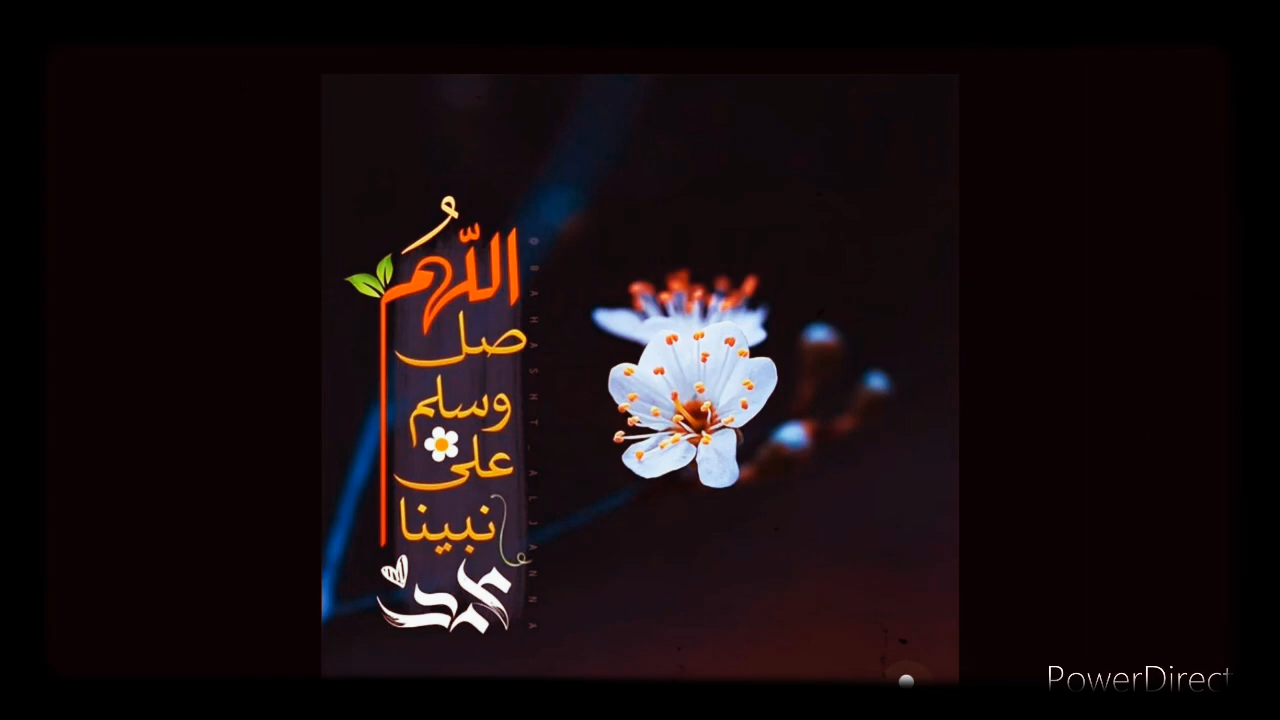 اللّهمُ
صل
وسلم
على
نبينا
محمد
PowerDirect